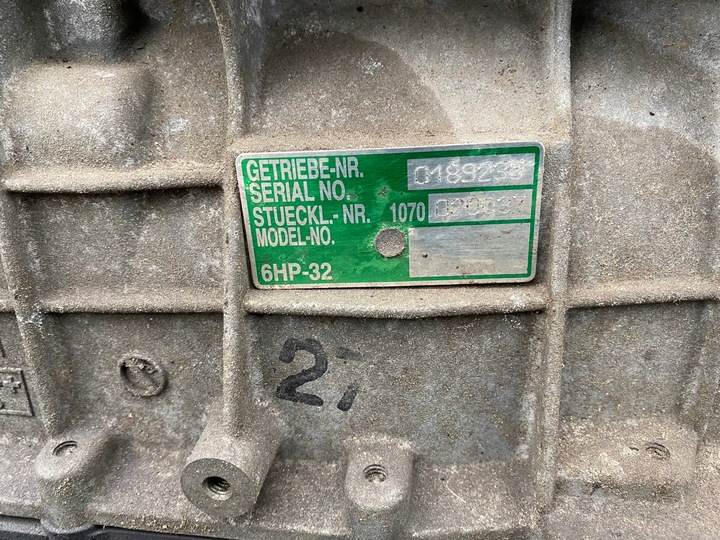 GETRIEBE-NR.
SERIAL NO.
STUECKL.- NR. 1070
MODEL-NO.
6HP-32
27